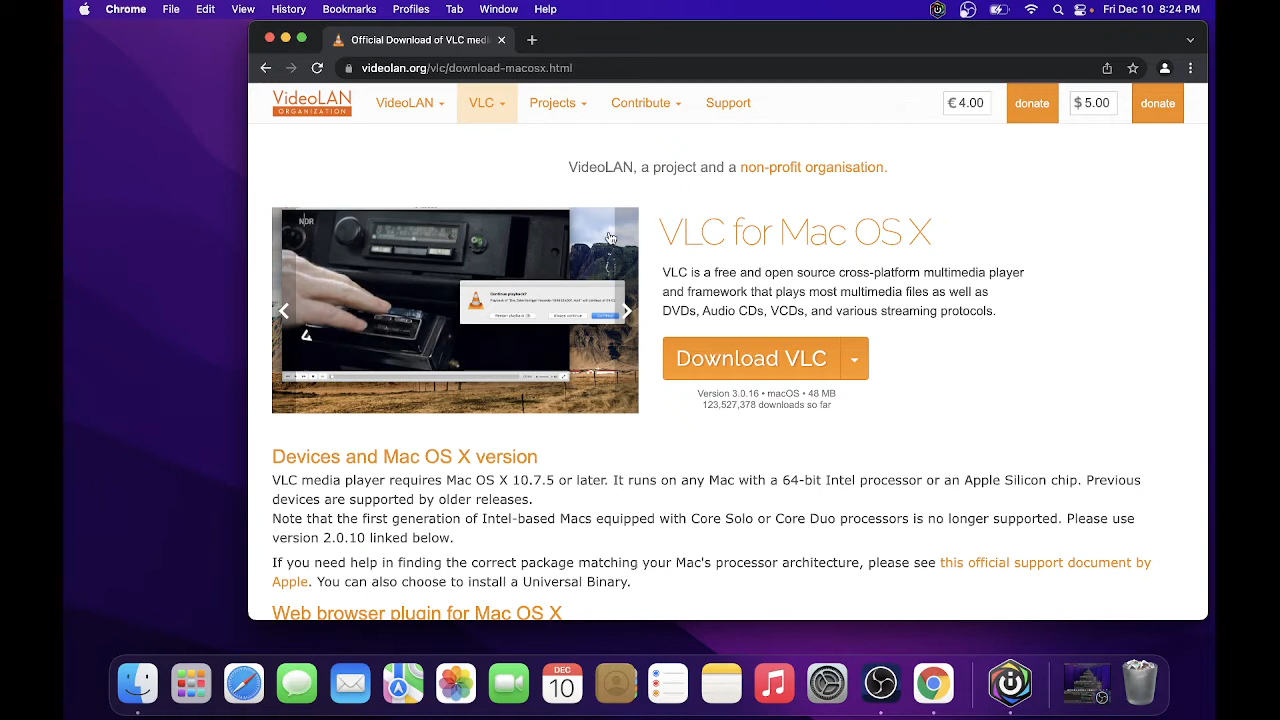 Chrome File Edit View History Bookmarks Profiles Tab Window Help Fri Dec 10 8:24 PM
Official Download of VLC med
videolan.org/vlc/download-macosx.html
VideoLAN
ORGANIZATION
VideoLAN VLC Projects Contribute Support € 4.00 donate $ 5.00 donate
VideoLAN, a project and a non-profit organisation.
NDR
Continue playback?
VLC for Mac OS X
VLC is a free and open source cross-platform multimedia player
and framework that plays most multimedia files as well as
DVDs, Audio CDs, VCDs, and various streaming protocols.
Download VLC
Version 3.0.16 • macOS • 48 MB
123,527,378 downloads so far
Devices and Mac OS X version
VLC media player requires Mac OS X 10.7.5 or later. It runs on any Mac with a 64-bit Intel processor or an Apple Silicon chip. Previous
devices are supported by older releases.
Note that the first generation of Intel-based Macs equipped with Core Solo or Core Duo processors is no longer supported. Please use
version 2.0.10 linked below.
If you need help in finding the correct package matching your Mac's processor architecture, please see this official support document by
Apple. You can also choose to install a Universal Binary.
Web browser plugin for Mac OS X
DEC
10